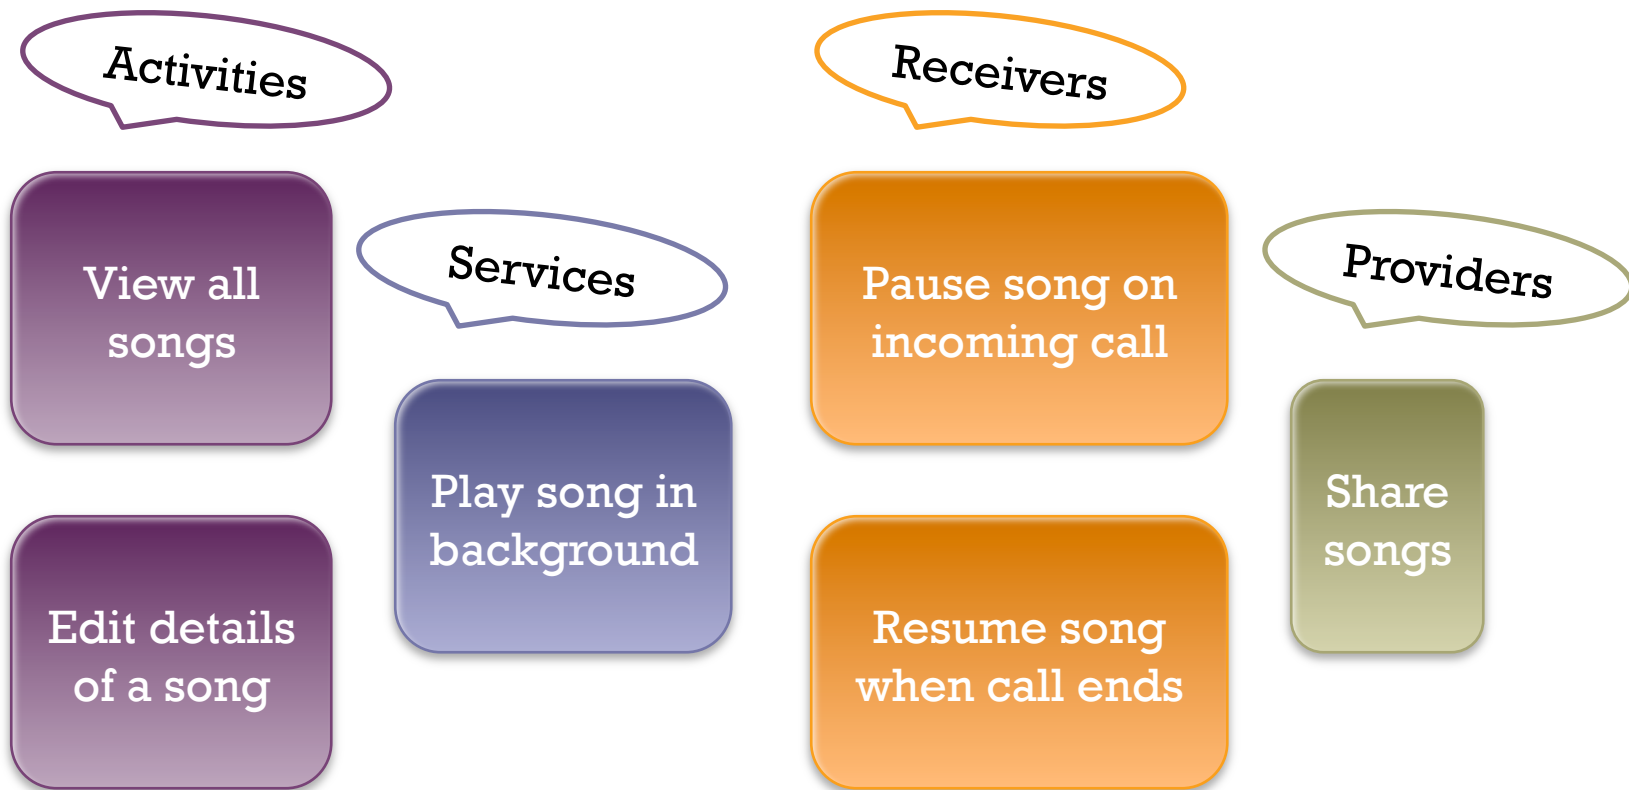 Activities
View all
songs
Edit details
of a song
Services
Play song in
background
Receivers
Pause song on
incoming call
Resume song
when call ends
Providers
Share
songs